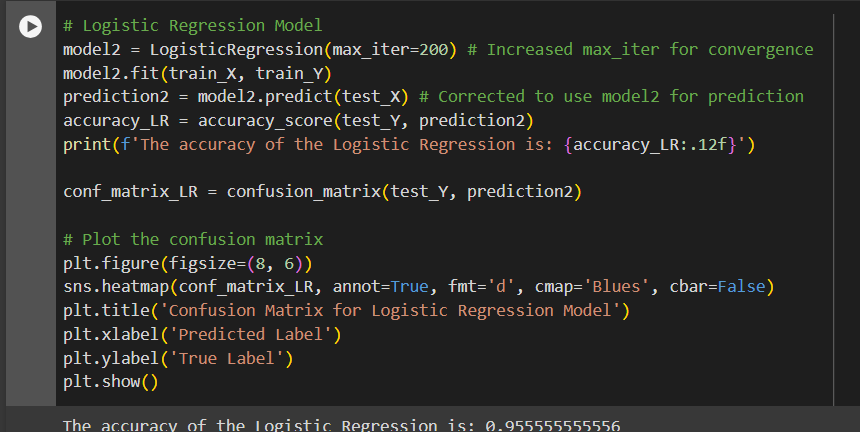 # Logistic Regression Model
model2 = LogisticRegression(max_iter=200) # Increased max_iter for convergence
model2.fit(train_X, train_Y)
prediction2 = model2.predict(test_X) # Corrected to use model2 for prediction
accuracy_LR = accuracy_score(test_Y, prediction2)
print(f'The accuracy of the Logistic Regression is: {accuracy_LR:.12f}')
conf_matrix_LR = confusion_matrix(test_Y, prediction2)
# Plot the confusion matrix
plt.figure(figsize=(8, 6))
sns.heatmap(conf_matrix_LR, annot=True, fmt='d', cmap='Blues', cbar=False)
plt.title('Confusion Matrix for Logistic Regression Model')
plt.xlabel('Predicted Label')
plt.ylabel('True Label')
plt.show()
The accuracy of the Logistic Regression is: 0.955555555556